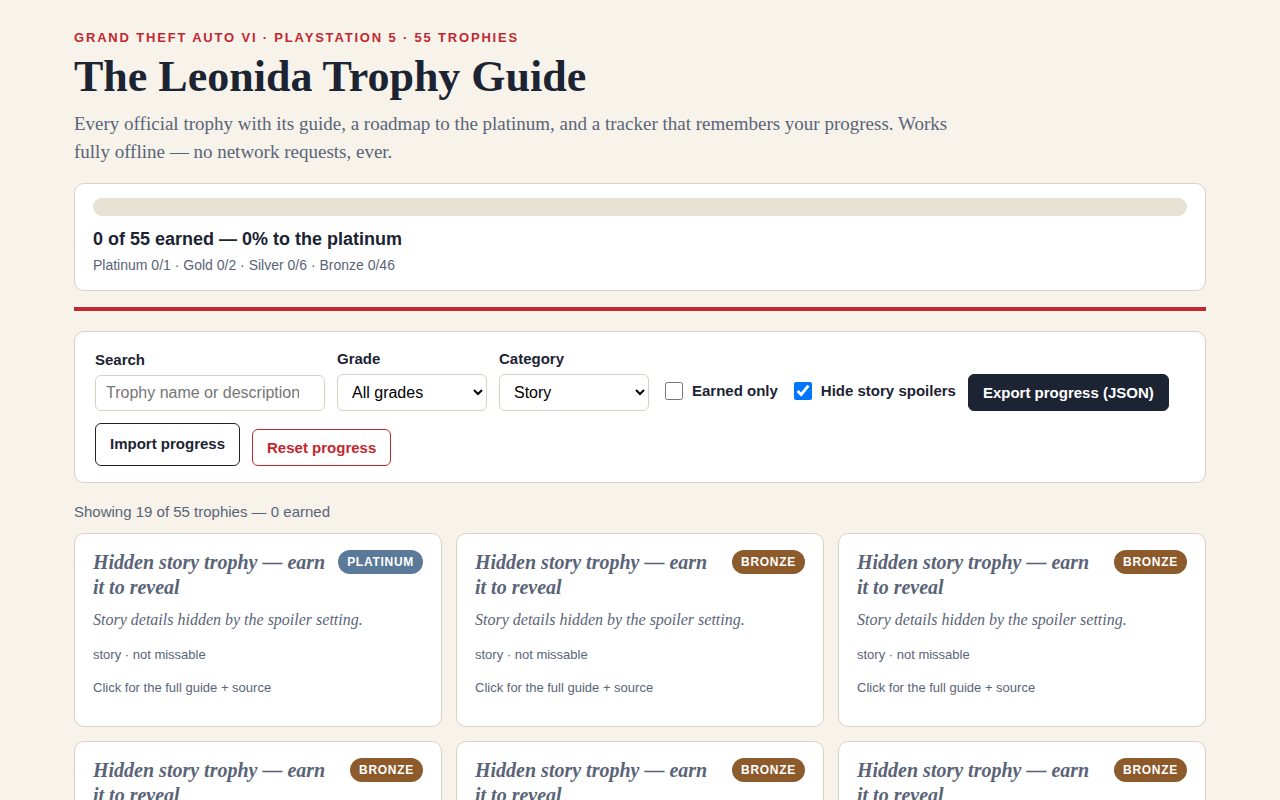 GRAND THEFT AUTO VI · PLAYSTATION 5 · 55 TROPHIES
The Leonida Trophy Guide
Every official trophy with its guide, a roadmap to the platinum, and a tracker that remembers your progress. Works
fully offline — no network requests, ever.
0 of 55 earned — 0% to the platinum
Platinum 0/1 · Gold 0/2 · Silver 0/6 · Bronze 0/46
Search
Grade
Category
Trophy name or description
All grades
Story
Earned only
Hide story spoilers
Export progress (JSON)
Import progress
Reset progress
Showing 19 of 55 trophies — 0 earned
Hidden story trophy — earn
it to reveal
PLATINUM
Story details hidden by the spoiler setting.
story · not missable
Click for the full guide + source
Hidden story trophy — earn
it to reveal
BRONZE
Story details hidden by the spoiler setting.
story · not missable
Click for the full guide + source
Hidden story trophy — earn
it to reveal
BRONZE
Story details hidden by the spoiler setting.
story · not missable
Click for the full guide + source
Hidden story trophy — earn
it to reveal
BRONZE
Hidden story trophy — earn
it to reveal
BRONZE
Hidden story trophy — earn
it to reveal
BRONZE